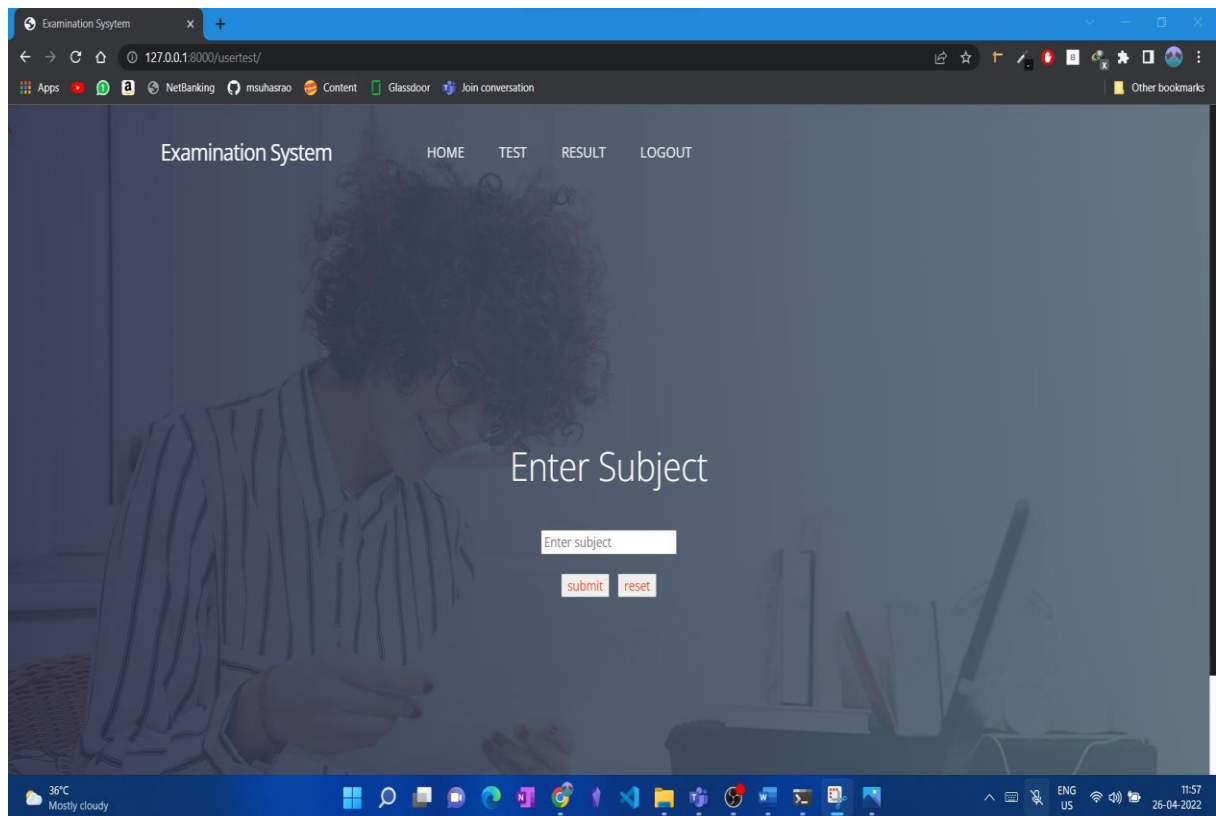 Examination Sysytem
127.0.0.1:8000/usertest/
Apps NetBanking msuhasrao Content Glassdoor Join conversation Other bookmarks
Examination System HOME TEST RESULT LOGOUT
Enter Subject
Enter subject
submit reset
36°C
Mostly cloudy
ENG
US
11:57
26-04-2022